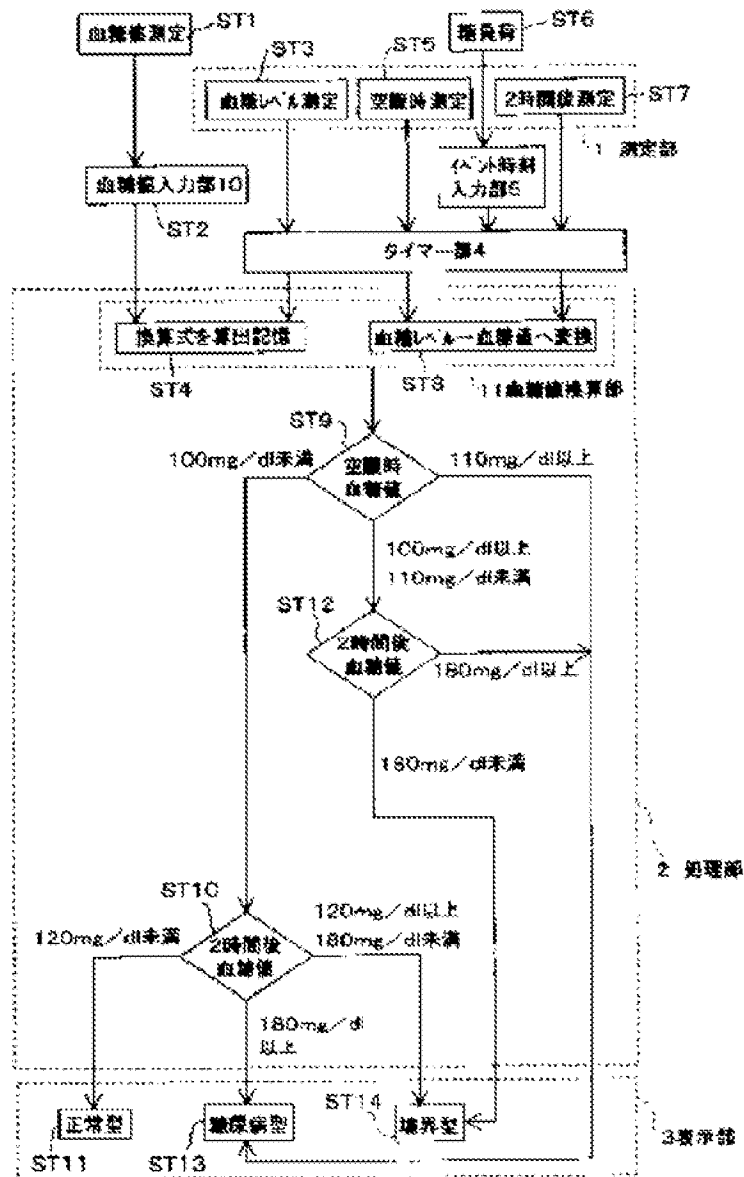 血糖値測定
ST1
ST3
ST5
ST6
糖負荷
血糖レベル測定
空腹時測定
2時間後測定
ST7
1 測定部
血糖値入力部10
ST2
イベント時刻
入力部5
タイマー部4
換算式を算出記憶
血糖レベル→血糖値へ変換
ST4
ST8
11血糖値換算部
ST9
100mg/dl未満
空腹時
血糖値
110mg/dl以上
100mg/dl以上
110mg/dl未満
ST12
2時間後
血糖値
180mg/dl以上
180mg/dl未満
2 処理部
ST10
120mg/dl未満
2時間後
血糖値
120mg/dl以上
180mg/dl未満
180mg/dl
以上
ST14
正常型
糖尿病型
境界型
3表示部
ST11
ST13